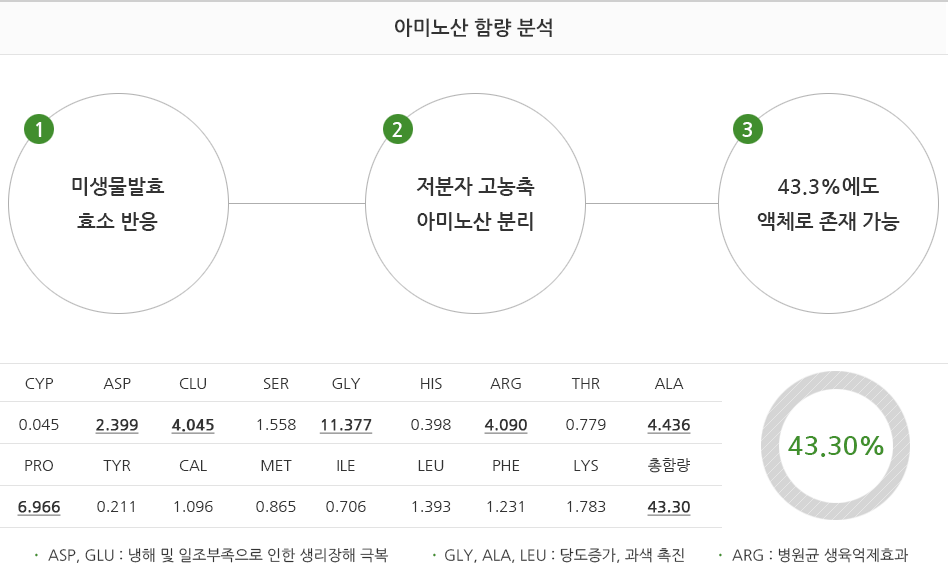 아미노산 함량 분석
1
미생물발효
효소 반응
2
저분자 고농축
아미노산 분리
3
43.3%에도
액체로 존재 가능
CYP ASP CLU SER GLY HIS ARG THR ALA
0.045 2.399 4.045 1.558 11.377 0.398 4.090 0.779 4.436
PRO TYR CAL MET ILE LEU PHE LYS 총함량
6.966 0.211 1.096 0.865 0.706 1.393 1.231 1.783 43.30
43.30%
· ASP, GLU : 냉해 및 일조부족으로 인한 생리장해 극복 · GLY, ALA, LEU : 당도증가, 과색 촉진 · ARG : 병원균 생육억제효과